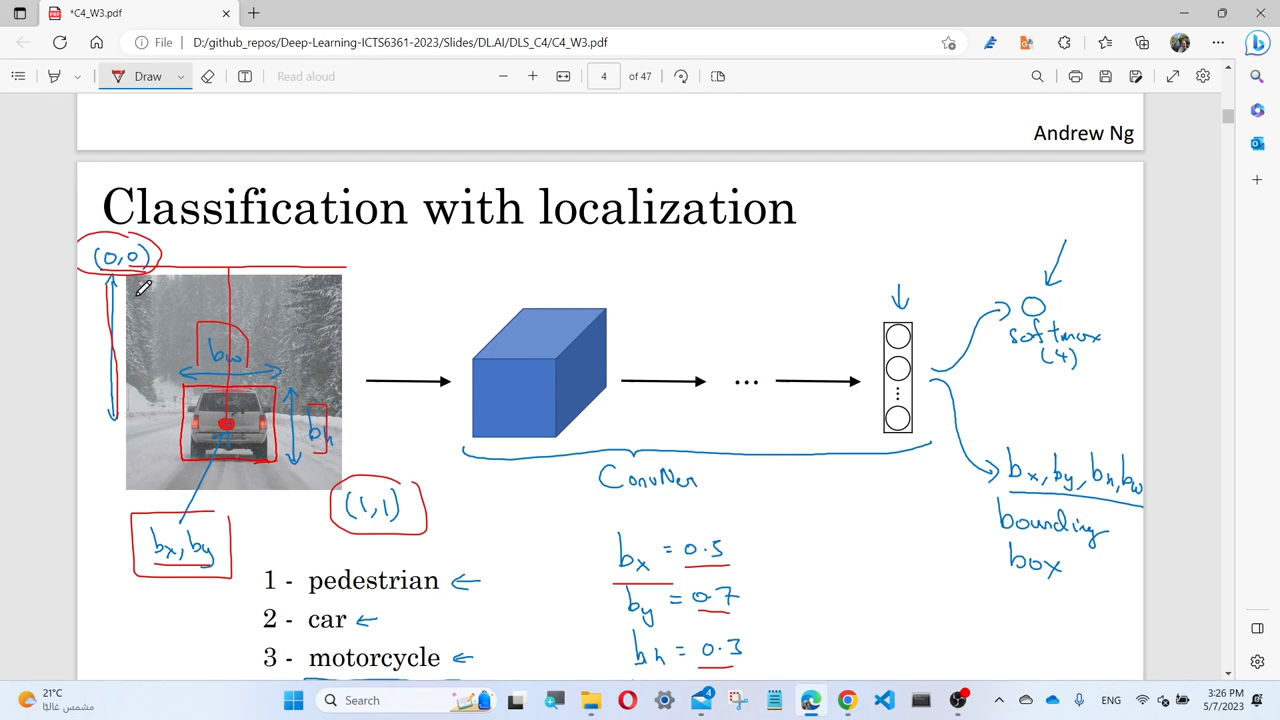 *C4_W3.pdf
File
D:/github_repos/Deep-Learning-ICTS6361-2023/Slides/DL.AI/DLS_C4/C4_W3.pdf
Draw
Read aloud
4 of 47
Andrew Ng
Classification with localization
(0,0)
bw
bh
(1,1)
bx, by
ConvNet
softmax
(4)
bx, by, bh, bw
bounding
box
1 - pedestrian
2 - car
3 - motorcycle
bx = 0.5
by = 0.7
bh = 0.3
21°C
مشمس غالبًا
Search
4
ENG
3:26 PM
5/7/2023